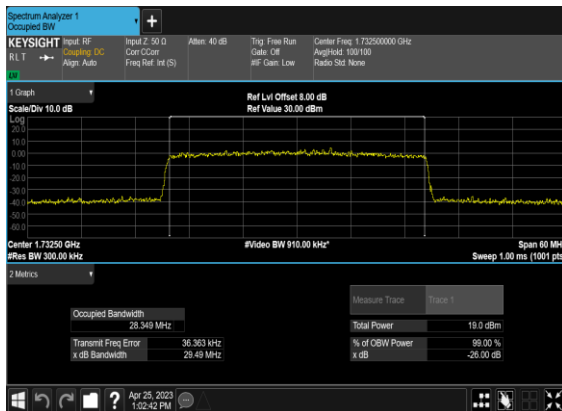 Spectrum Analyzer 1
Occupied BW
+
KEYSIGHT
R L T
Input: RF
Coupling: DC
Align: Auto
Input Z: 50 Ω
Corr CCorr
Freq Ref: Int (S)
Atten: 40 dB
Trig: Free Run
Gate: Off
#IF Gain: Low
Center Freq: 1.732500000 GHz
Avg|Hold: 100/100
Radio Std: None
1 Graph
Scale/Div 10.0 dB
Ref Lvl Offset 8.00 dB
Ref Value 30.00 dBm
Log
20.0
10.0
0.00
-10.0
-20.0
-30.0
-40.0
-50.0
-60.0
Center 1.73250 GHz
#Res BW 300.00 kHz
#Video BW 910.00 kHz*
Span 60 MH
Sweep 1.00 ms (1001 pts
2 Metrics
Occupied Bandwidth
28.349 MHz
Transmit Freq Error 36.363 kHz
x dB Bandwidth 29.49 MHz
Measure Trace Trace 1
Total Power 19.0 dBm
% of OBW Power 99.00 %
x dB -26.00 dB
?
Apr 25, 2023
1:02:42 PM